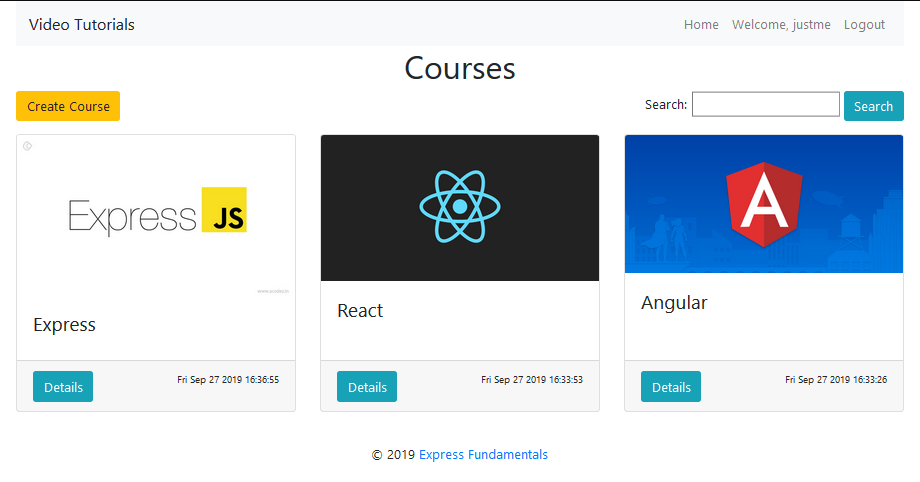 Video Tutorials
Home Welcome, justme Logout
Courses
Create Course
Search: Search
Express JS
Express
React
Angular
Details Fri Sep 27 2019 16:36:55
Details Fri Sep 27 2019 16:33:53
Details Fri Sep 27 2019 16:33:26
© 2019 Express Fundamentals